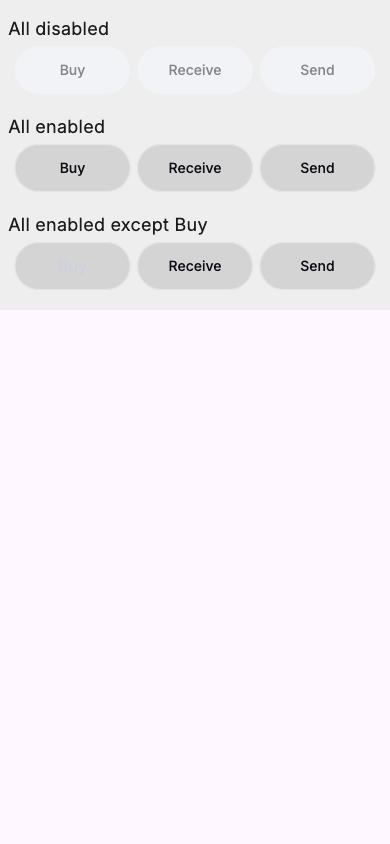 All disabled
Buy Receive Send
All enabled
Buy Receive Send
All enabled except Buy
Buy Receive Send